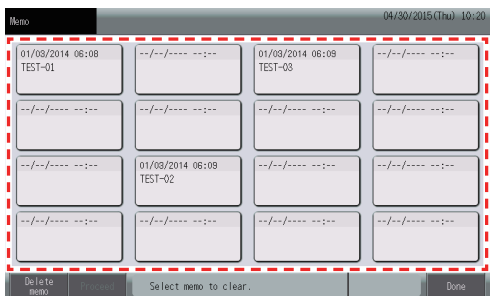 Memo
04/30/2015(Thu) 10:20
01/03/2014 06:08
TEST-01
--/--/---- --:--
01/03/2014 06:09
TEST-03
--/--/---- --:--
--/--/---- --:--
--/--/---- --:--
--/--/---- --:--
--/--/---- --:--
--/--/---- --:--
01/03/2014 06:09
TEST-02
--/--/---- --:--
--/--/---- --:--
--/--/---- --:--
--/--/---- --:--
--/--/---- --:--
--/--/---- --:--
Delete
memo
Proceed
Select memo to clear.
Done